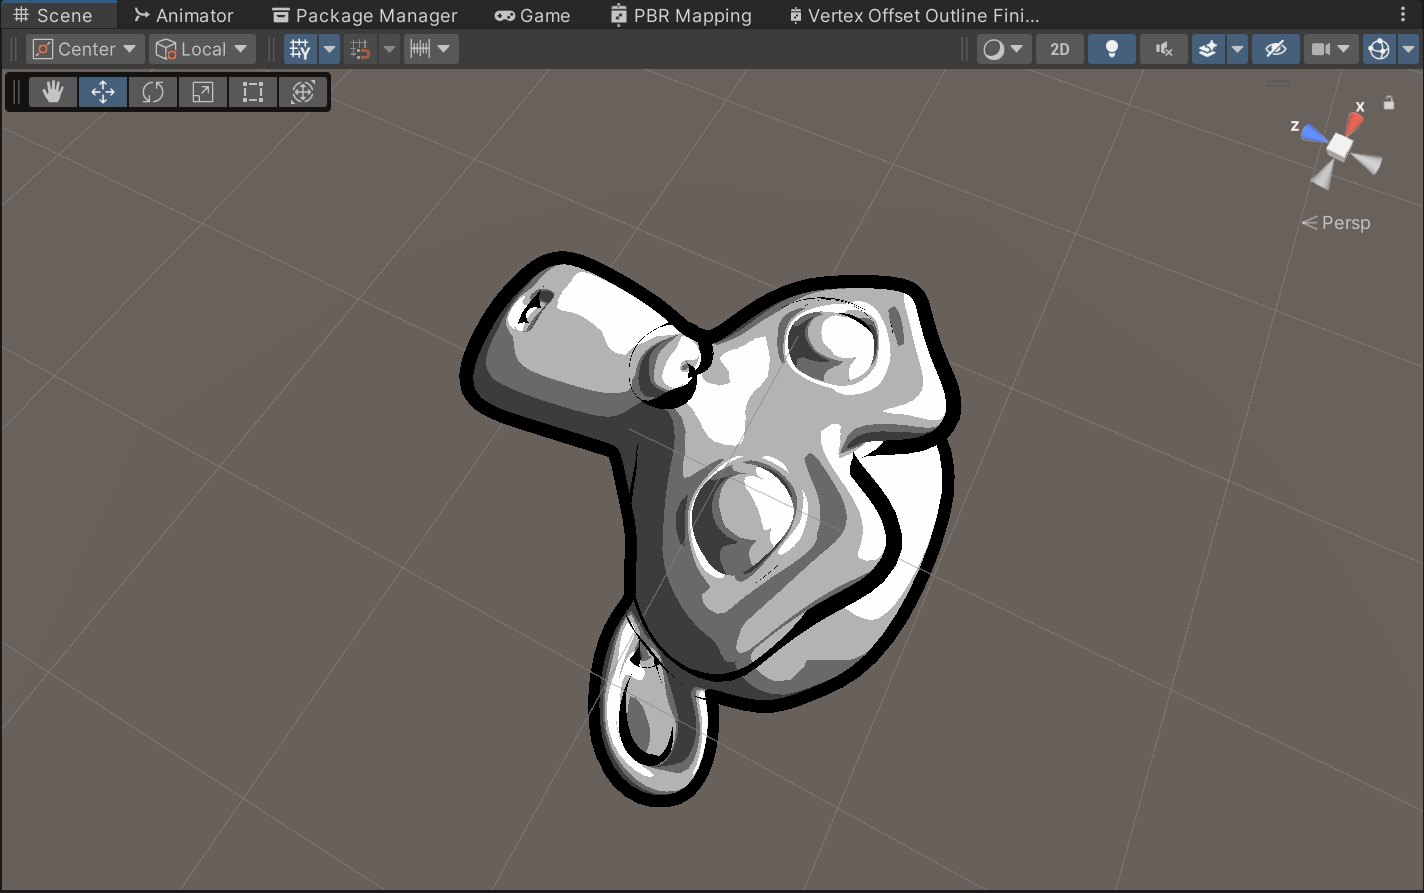 Scene Animator Package Manager Game PBR Mapping Vertex Offset Outline Fini...
Center Local 2D
x
z
Persp